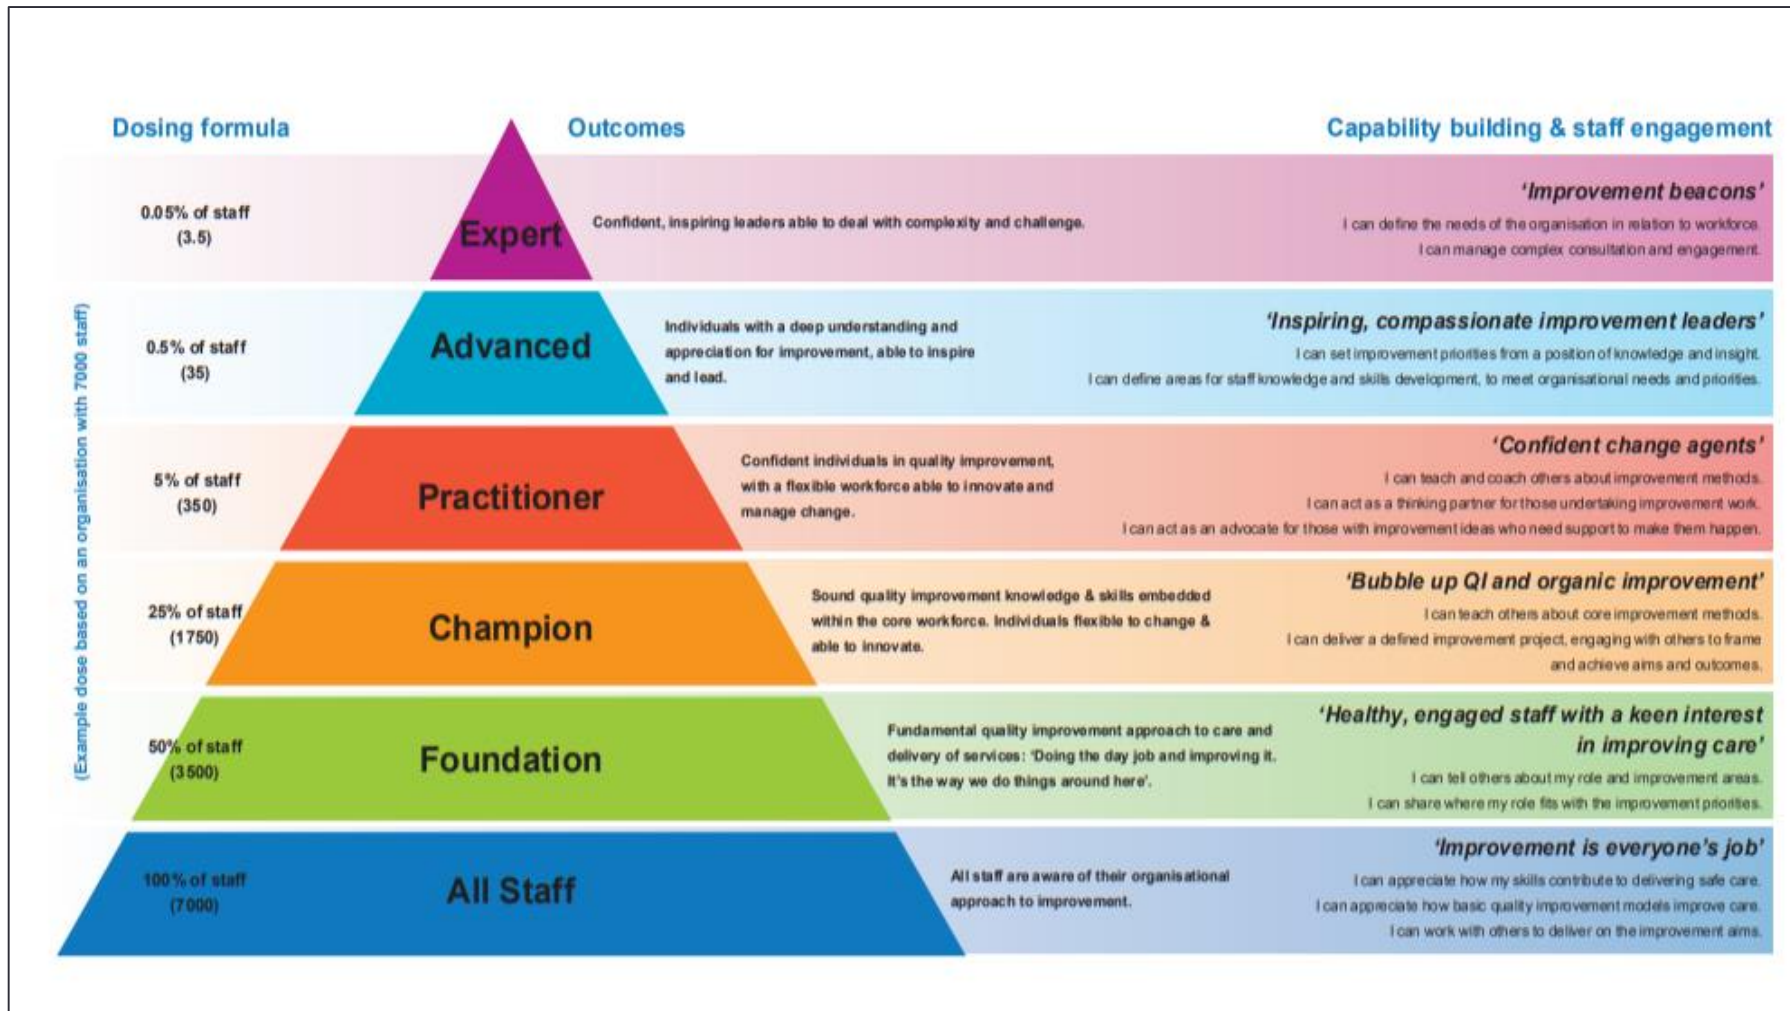 Dosing formula
Outcomes
Capability building & staff engagement
(Example dose based on an organisation with 7000 staff)
0.05% of staff
(3.5)
Expert
Confident, inspiring leaders able to deal with complexity and challenge.
‘Improvement beacons’
I can define the needs of the organisation in relation to workforce.
I can manage complex consultation and engagement.
0.5% of staff
(35)
Advanced
Individuals with a deep understanding and
appreciation for improvement, able to inspire
and lead.
‘Inspiring, compassionate improvement leaders’
I can set improvement priorities from a position of knowledge and insight.
I can define areas for staff knowledge and skills development, to meet organisational needs and priorities.
5% of staff
(350)
Practitioner
Confident individuals in quality improvement,
with a flexible workforce able to innovate and
manage change.
‘Confident change agents’
I can teach and coach others about improvement methods.
I can act as a thinking partner for those undertaking improvement work.
I can act as an advocate for those with improvement ideas who need support to make them happen.
25% of staff
(1750)
Champion
Sound quality improvement knowledge & skills embedded
within the core workforce. Individuals flexible to change &
able to innovate.
‘Bubble up QI and organic improvement’
I can teach others about core improvement methods.
I can deliver a defined improvement project, engaging with others to frame
and achieve aims and outcomes.
50% of staff
(3500)
Foundation
Fundamental quality improvement approach to care and
delivery of services: ‘Doing the day job and improving it.
It’s the way we do things around here’.
‘Healthy, engaged staff with a keen interest
in improving care’
I can tell others about my role and improvement areas.
I can share where my role fits with the improvement priorities.
100% of staff
(7000)
All Staff
All staff are aware of their organisational
approach to improvement.
‘Improvement is everyone’s job’
I can appreciate how my skills contribute to delivering safe care.
I can appreciate how basic quality improvement models improve care.
I can work with others to deliver on the improvement aims.